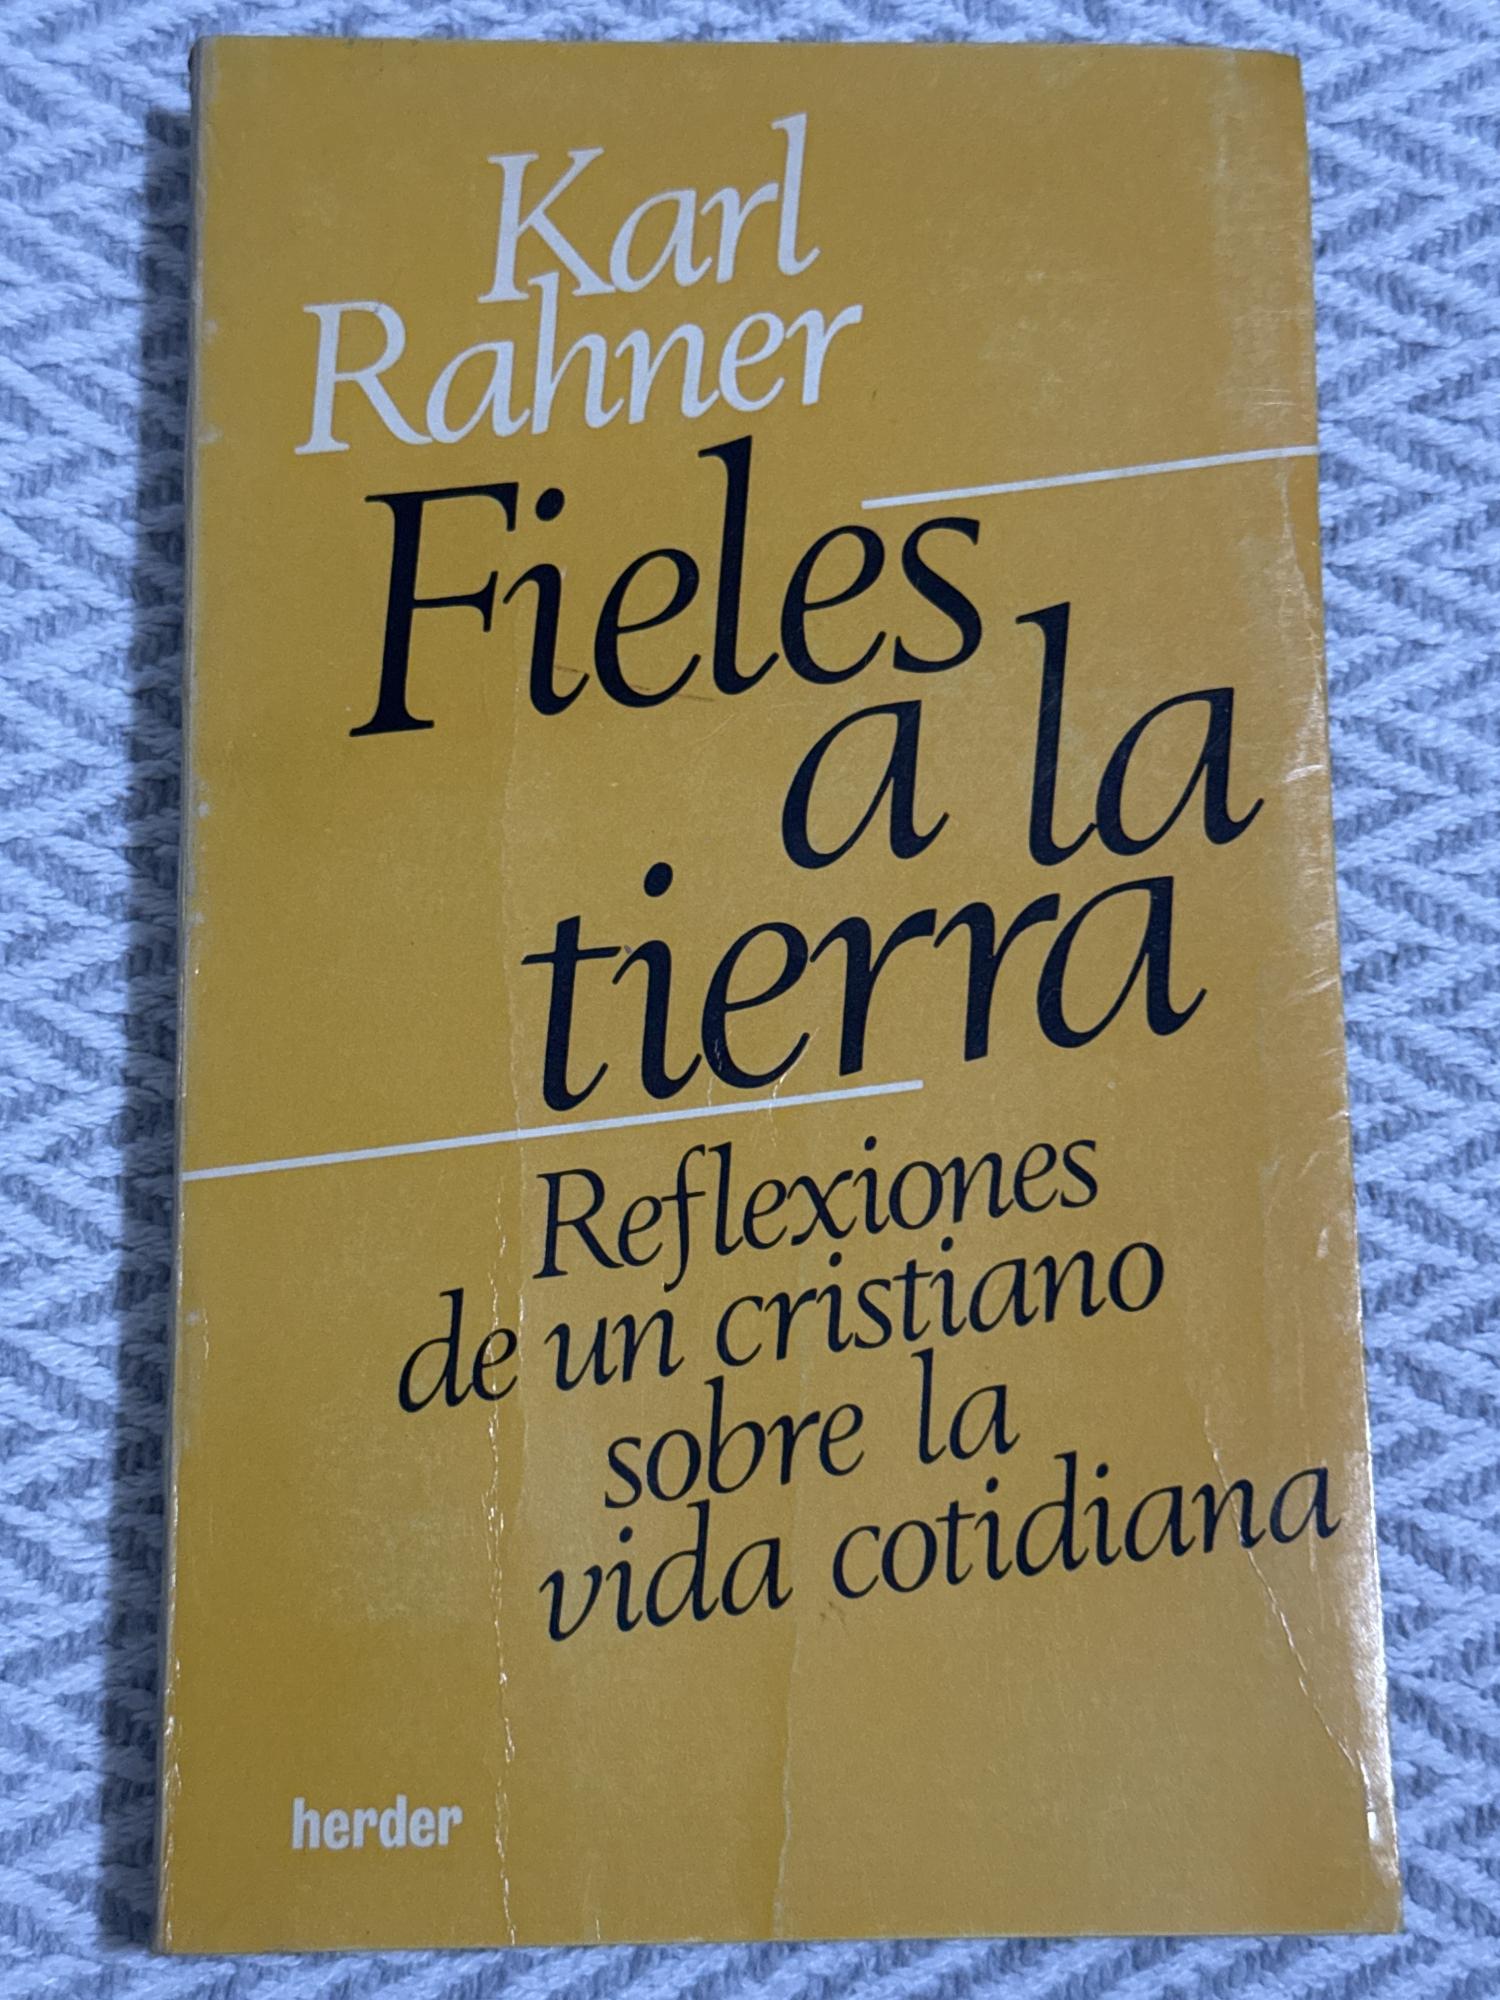 Karl
Rahner
Fieles
a la
tierra
Reflexiones
de un cristiano
sobre la
vida cotidiana
herder